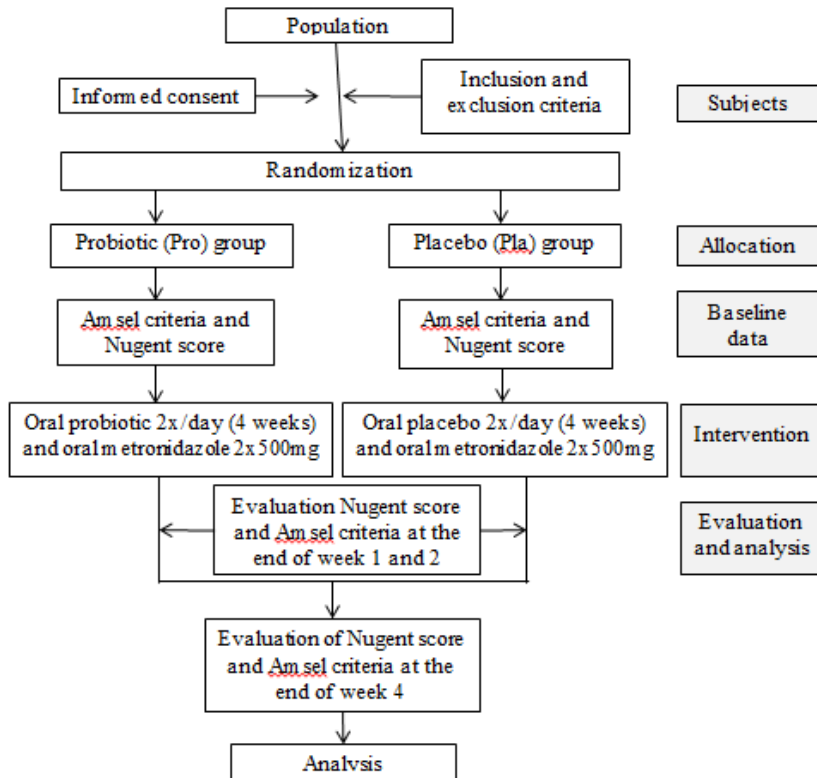 Population
Informed consent
Inclusion and
exclusion criteria
Subjects
Randomization
Probiotic (Pro) group
Placebo (Pla) group
Allocation
Amsel criteria and
Nugent score
Amsel criteria and
Nugent score
Baseline
data
Oral probiotic 2x/day (4 weeks)
and oral metronidazole 2x500mg
Oral placebo 2x/day (4 weeks)
and oral metronidazole 2x500mg
Intervention
Evaluation Nugent score
and Amsel criteria at the
end of week 1 and 2
Evaluation
and analysis
Evaluation of Nugent score
and Amsel criteria at the
end of week 4
Analysis